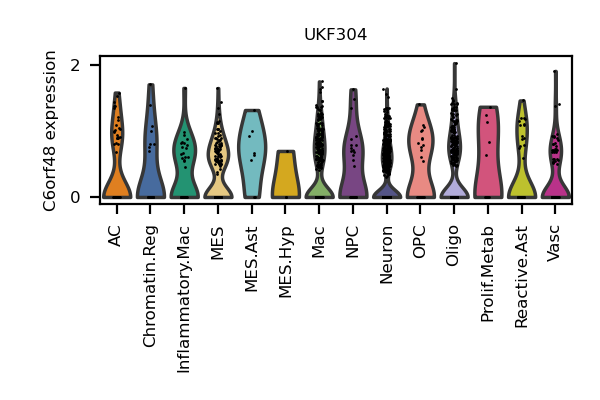 UKF304
C6orf48 expression
2
0
AC
Chromatin.Reg
Inflammatory.Mac
MES
MES.Ast
MES.Hyp
Mac
NPC
Neuron
OPC
Oligo
Prolif.Metab
Reactive.Ast
Vasc